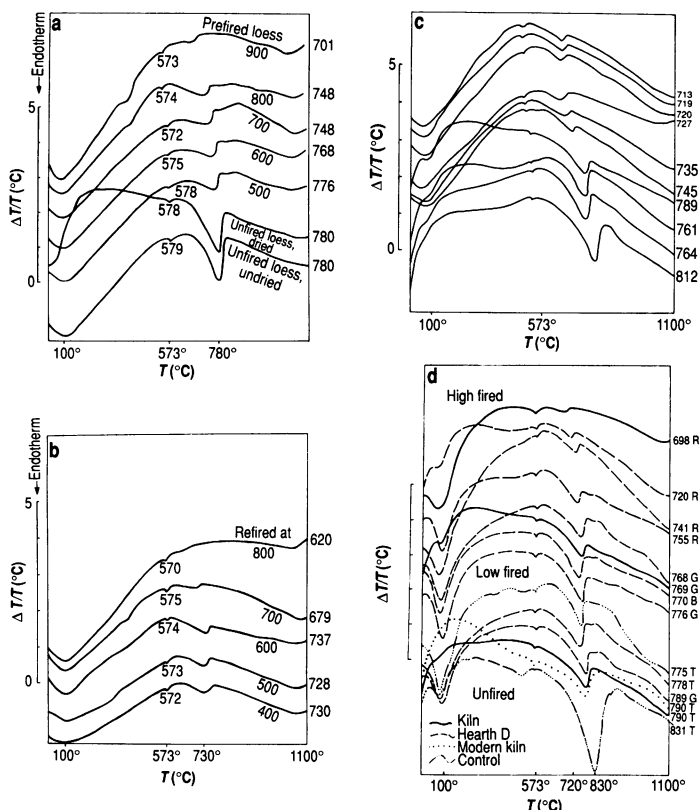 a
Endotherm
ΔT/T (°C)
5
0
Prefired loess
573
900
701
574
800
748
572
700
748
575
600
768
578
500
776
578
Unfired loess,
dried
780
579
Unfired loess,
undried
780
100°
573°
780°
1100°
T (°C)
b
Endotherm
ΔT/T (°C)
5
0
Refired at
570
800
620
575
700
679
574
600
737
573
500
728
572
400
730
100°
573°
730°
1100°
T (°C)
c
ΔT/T (°C)
5
0
713
719
720
727
735
745
789
761
764
812
100°
573°
1100°
T (°C)
d
ΔT/T (°C)
High fired
Low fired
Unfired
698 R
720 R
741 R
755 R
768 G
769 G
770 B
776 G
775 T
778 T
789 G
790 T
790 T
831 T
Kiln
Hearth D
Modern kiln
Control
100°
573°
720°
830°
1100°
T (°C)